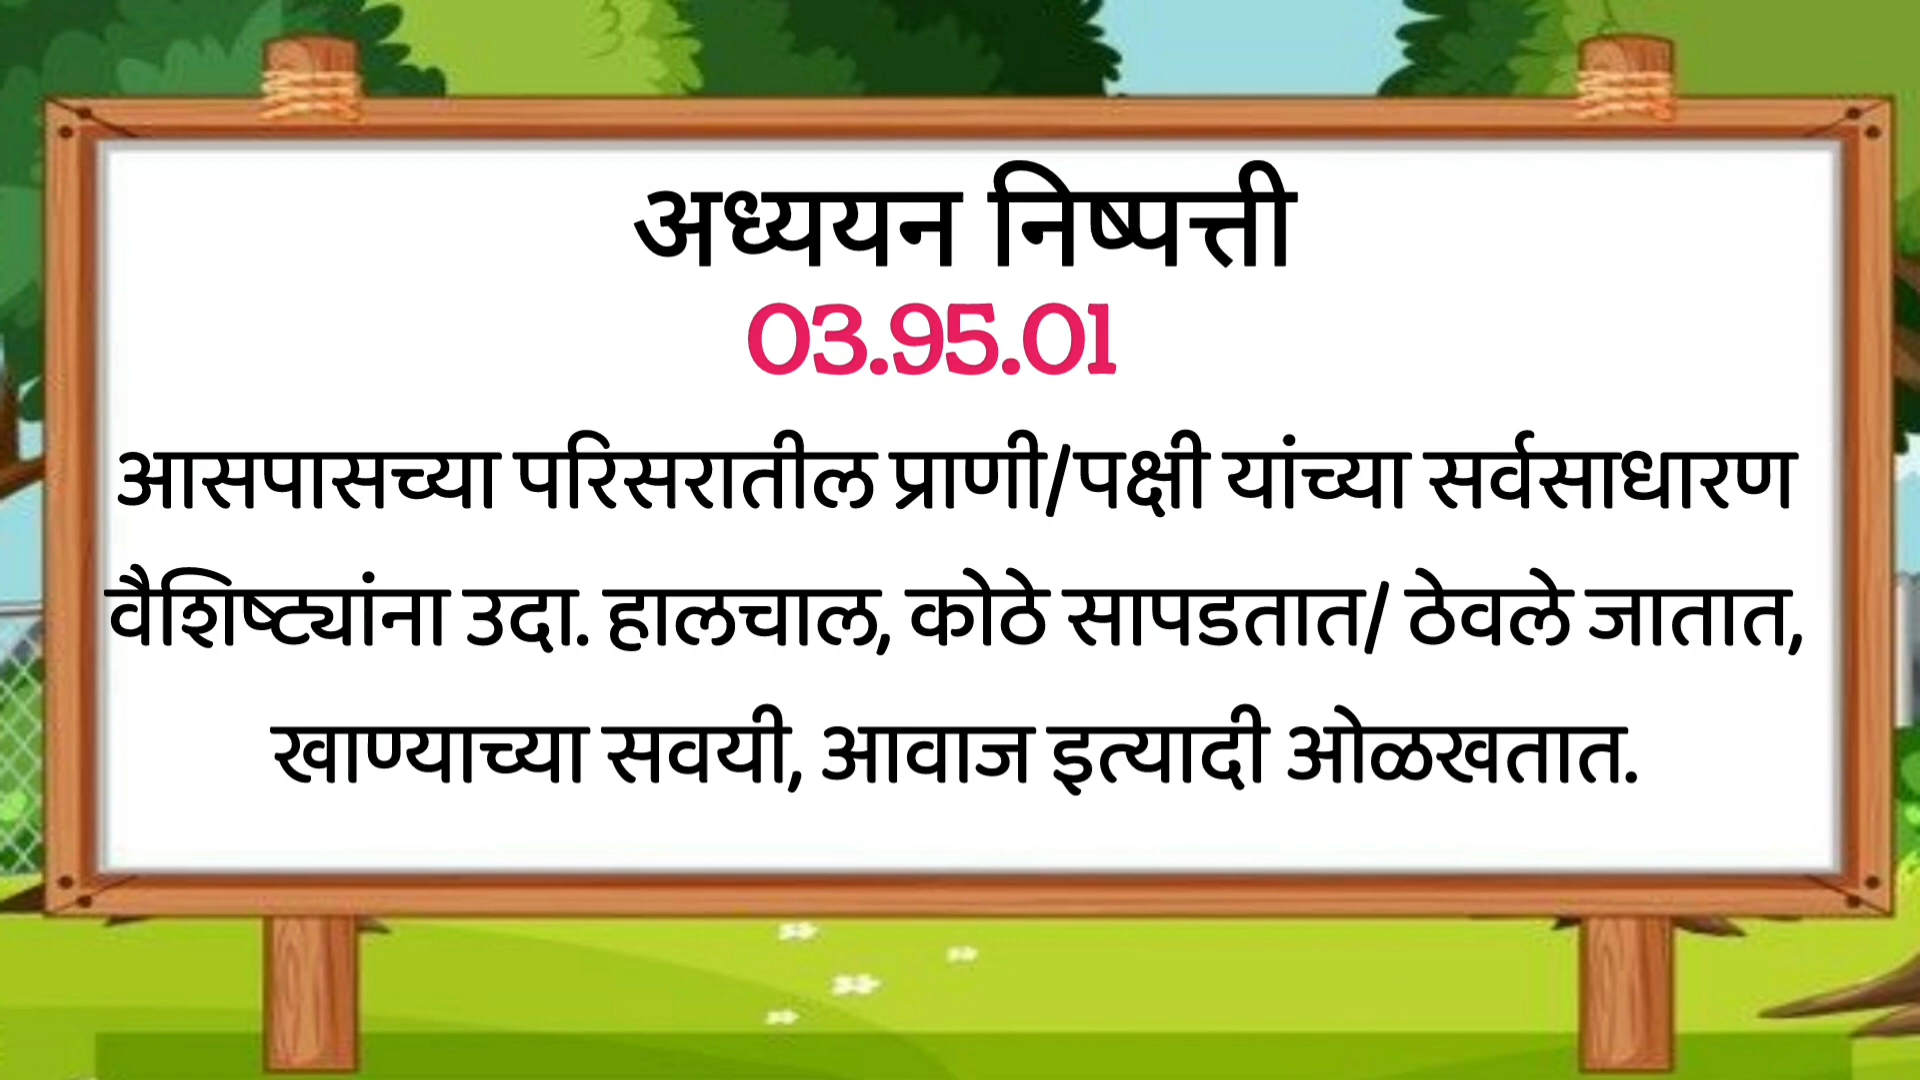 अध्ययन निष्पत्ती
03.95.01
आसपासच्या परिसरातील प्राणी/पक्षी यांच्या सर्वसाधारण
वैशिष्ट्यांना उदा. हालचाल, कोठे सापडतात/ ठेवले जातात,
खाण्याच्या सवयी, आवाज इत्यादी ओळखतात.